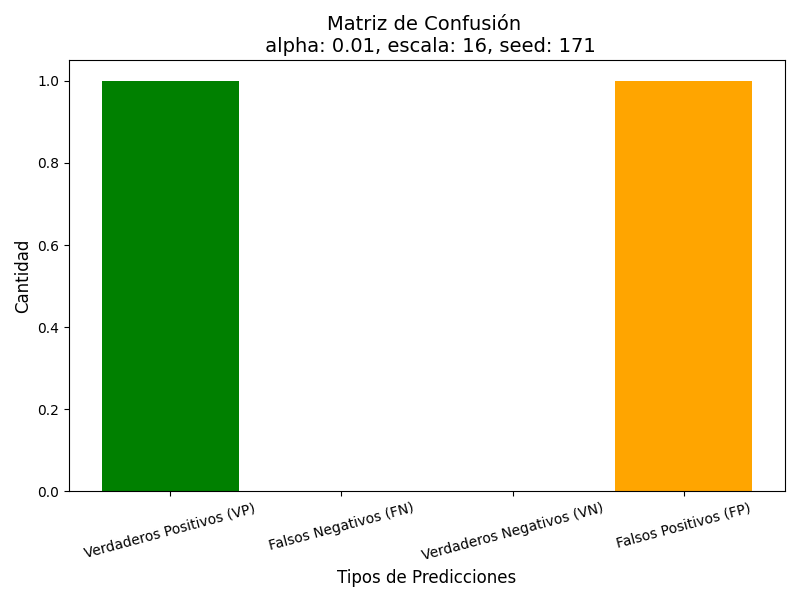 Matriz de Confusión
alpha: 0.01, escala: 16, seed: 171
Cantidad
1.0
0.8
0.6
0.4
0.2
0.0
Verdaderos Positivos (VP)
Falsos Negativos (FN)
Verdaderos Negativos (VN)
Falsos Positivos (FP)
Tipos de Predicciones